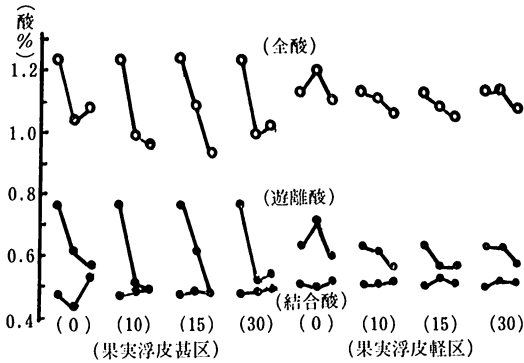 (酸%)
1.2
1.0
0.8
0.6
0.4
(全酸)
(遊離酸)
(結合酸)
(0) (10) (15) (30) (0) (10) (15) (30)
(果実浮皮甚区) (果実浮皮軽区)